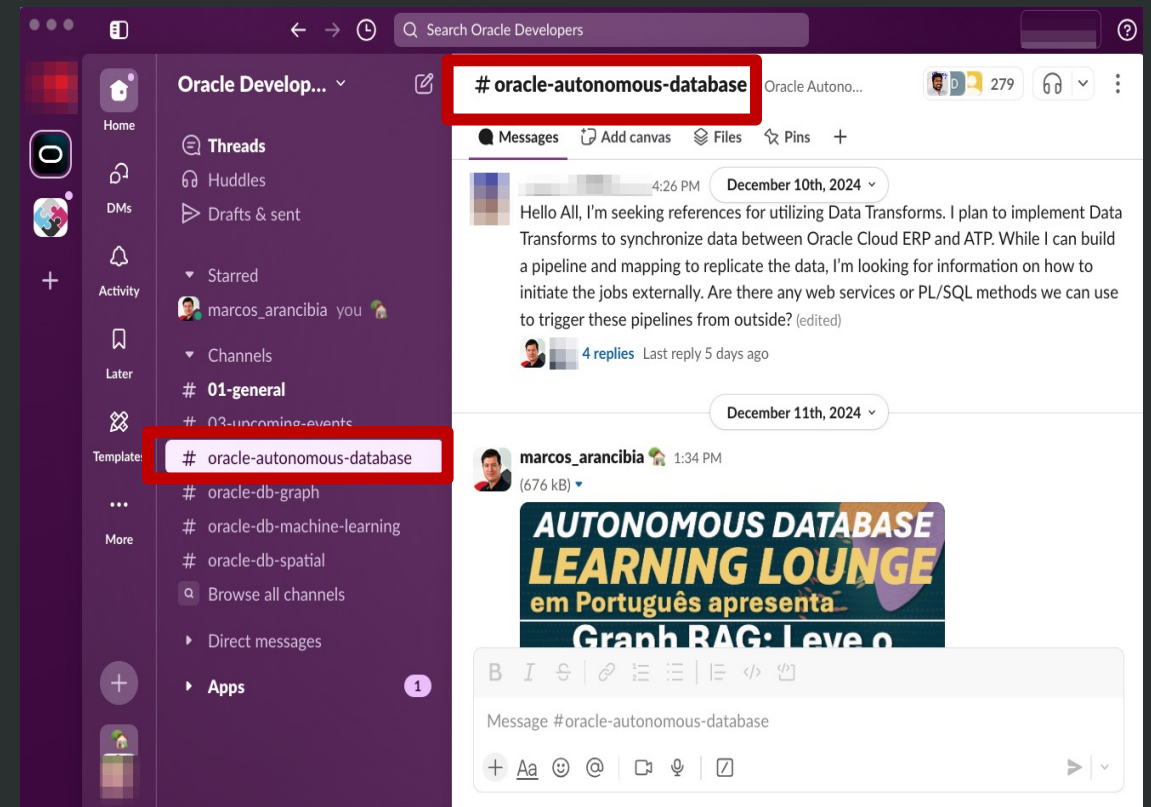 Search Oracle Developers
Home
DMs
Activity
Later
Templates
More
Oracle Develop...
Threads
Huddles
Drafts & sent
Starred
marcos_arancibia you
Channels
# 01-general
# 03-upcoming-events
# oracle-autonomous-database
# oracle-db-graph
# oracle-db-machine-learning
# oracle-db-spatial
Browse all channels
Direct messages
Apps 1
# oracle-autonomous-database Oracle Autono... D 279
Messages Add canvas Files Pins
4:26 PM December 10th, 2024
Hello All, I'm seeking references for utilizing Data Transforms. I plan to implement Data
Transforms to synchronize data between Oracle Cloud ERP and ATP. While I can build
a pipeline and mapping to replicate the data, I'm looking for information on how to
initiate the jobs externally. Are there any web services or PL/SQL methods we can use
to trigger these pipelines from outside? (edited)
4 replies Last reply 5 days ago
December 11th, 2024
marcos_arancibia 1:34 PM
(676 kB)
AUTONOMOUS DATABASE
LEARNING LOUNGE
em Português apresenta
Graph RAG: Leve o
B I S
Message #oracle-autonomous-database
Aa @